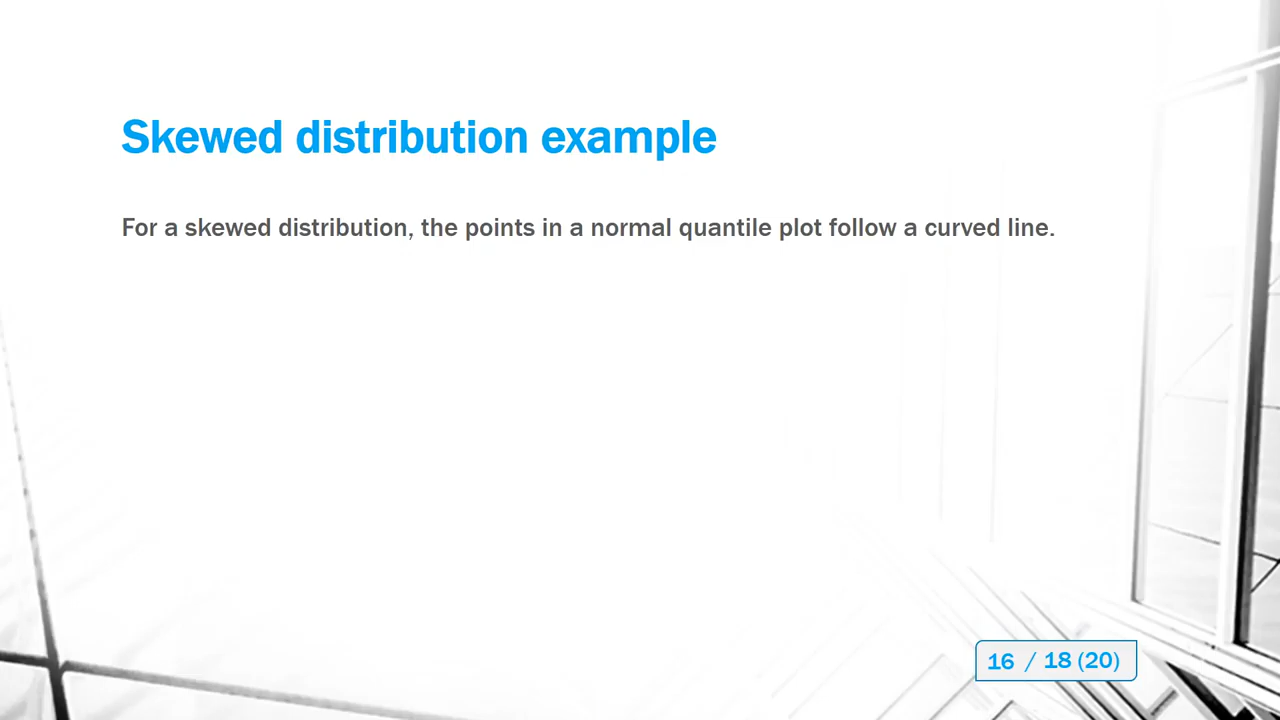 Skewed distribution example
For a skewed distribution, the points in a normal quantile plot follow a curved line.
16 / 18 (20)